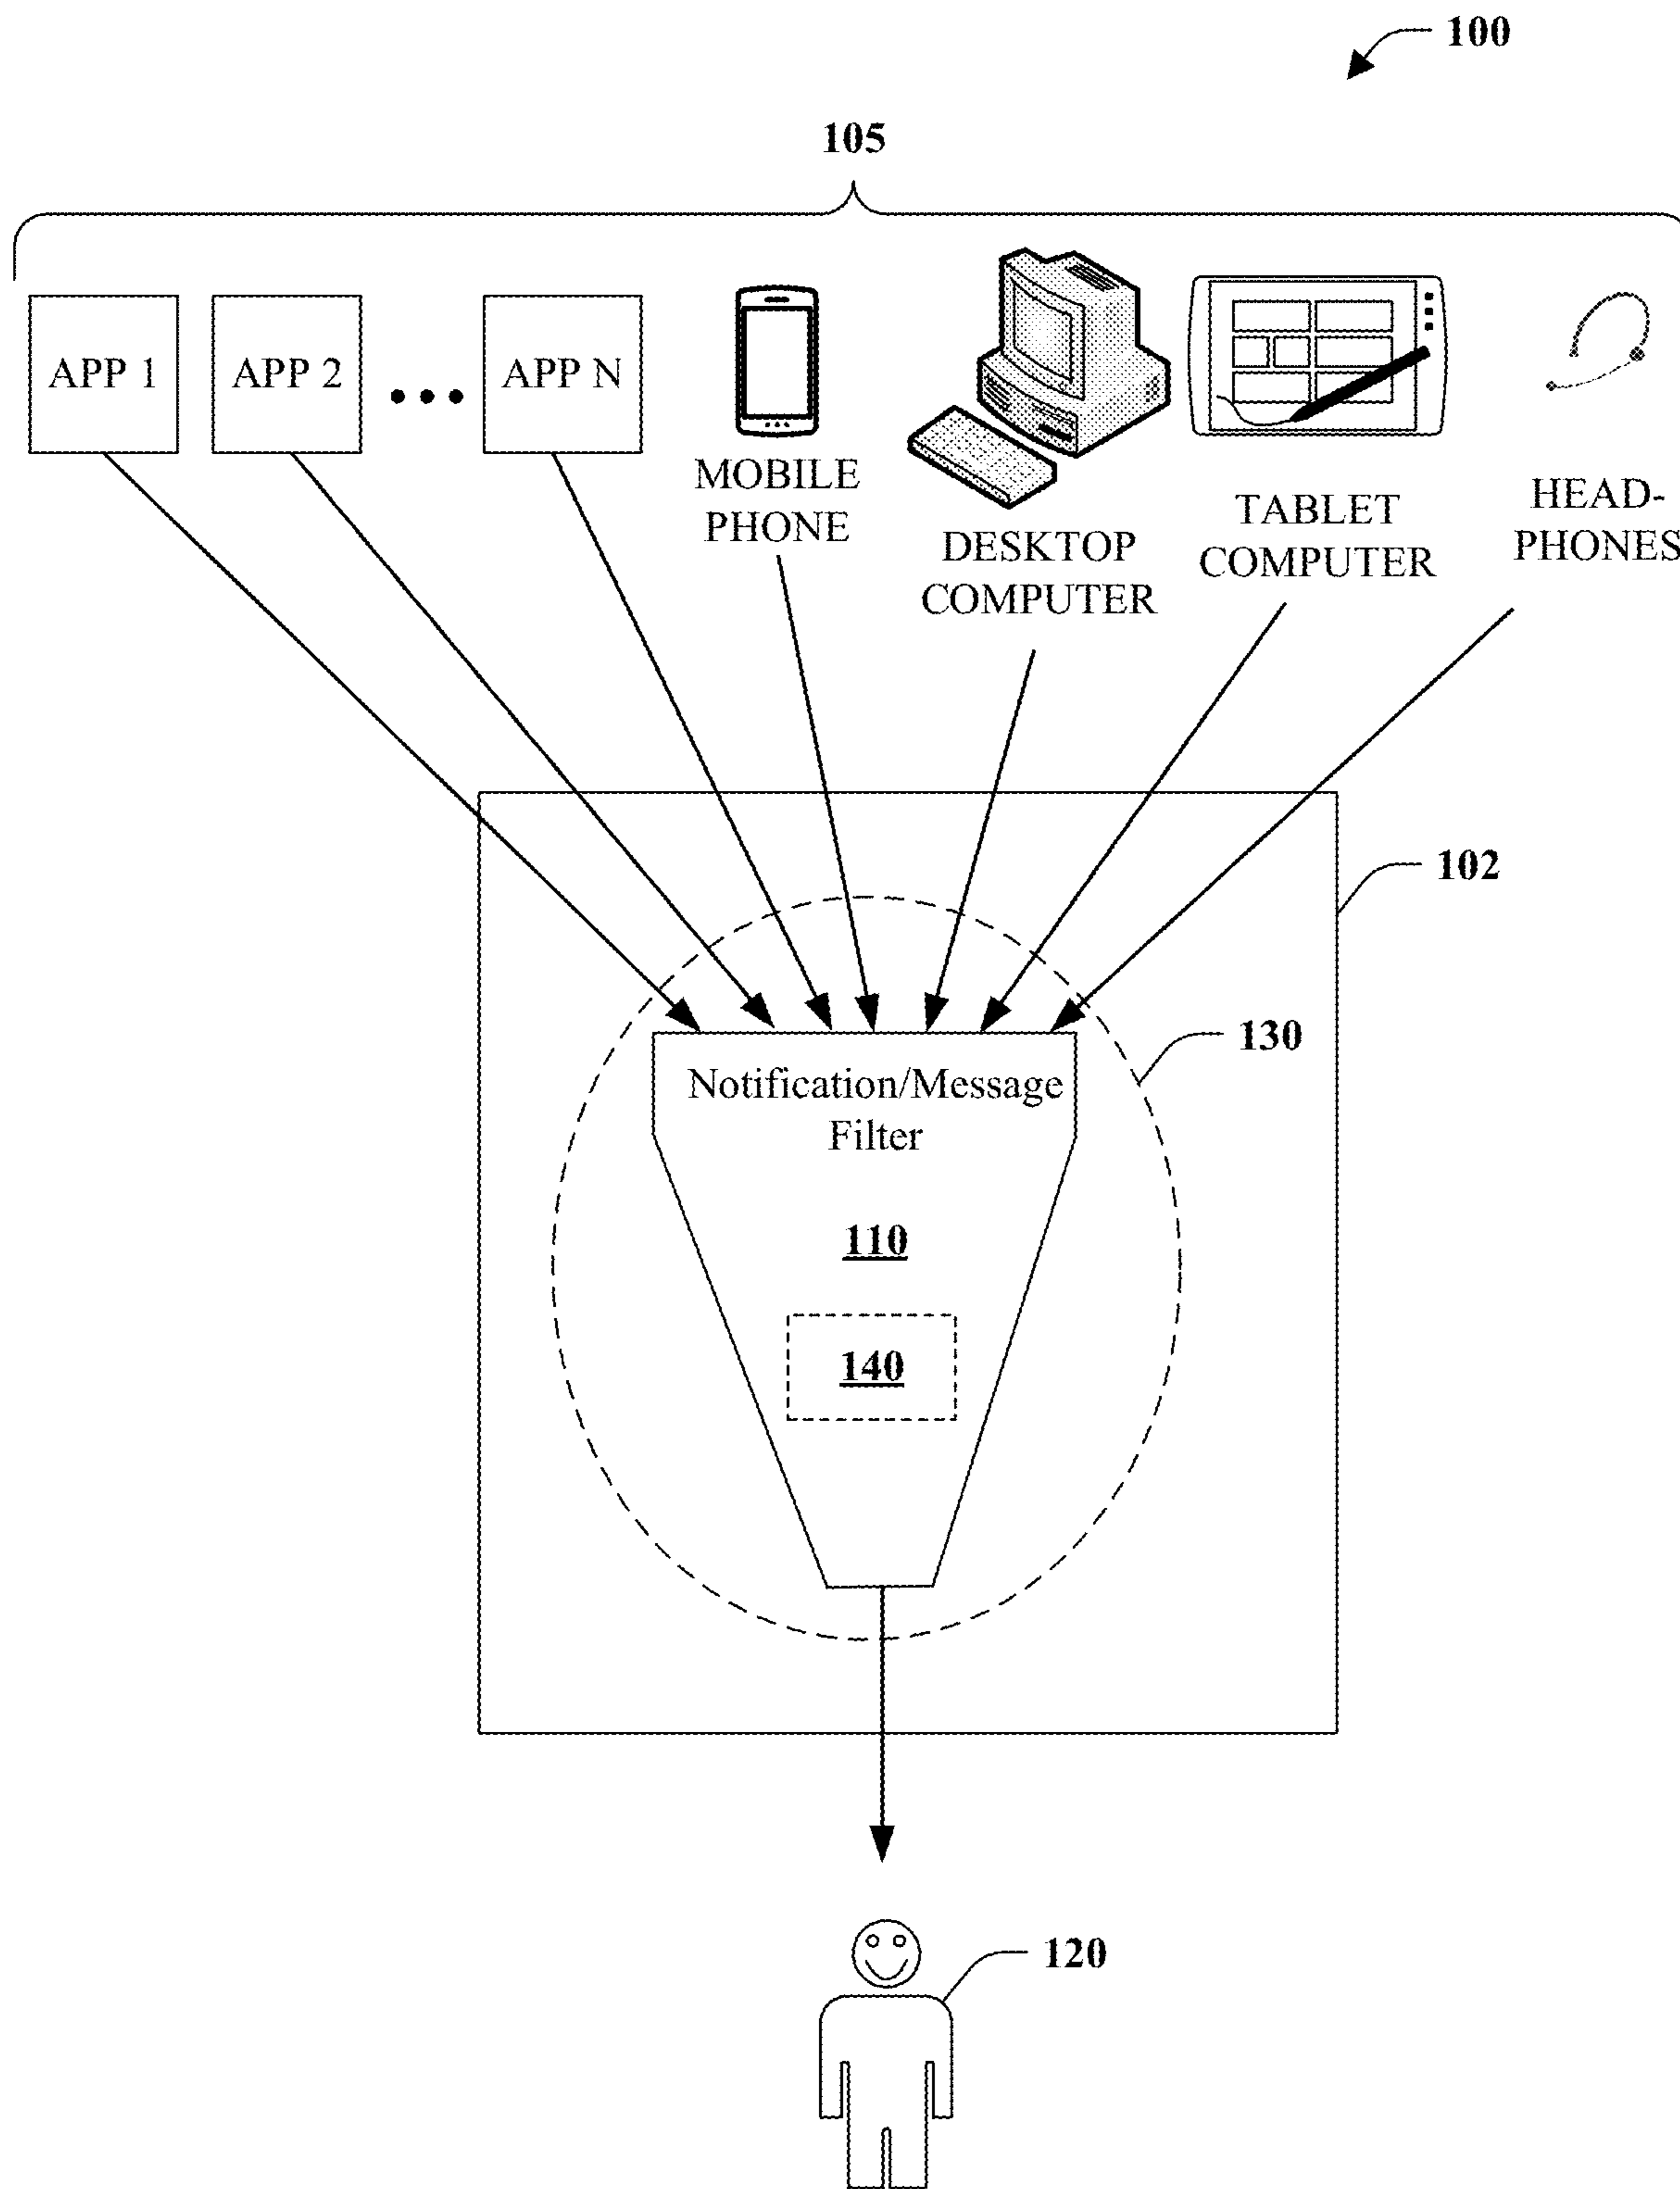 100
105
APP 1
APP 2
APP N
MOBILE
PHONE
DESKTOP
COMPUTER
TABLET
COMPUTER
HEAD-
PHONES
102
130
Notification/Message
Filter
110
140
120